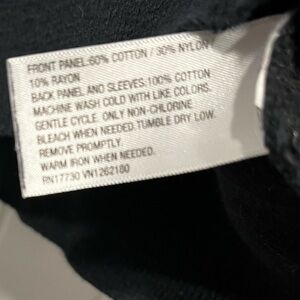 FRONT PANEL:60% COTTON / 30% NYLON
10% RAYON
BACK PANEL AND SLEEVES:100% COTTON
MACHINE WASH COLD WITH LIKE COLORS.
GENTLE CYCLE. ONLY NON-CHLORINE
BLEACH WHEN NEEDED.TUMBLE DRY LOW.
REMOVE PROMPTLY.
WARM IRON WHEN NEEDED.
RN17730 VN1262180